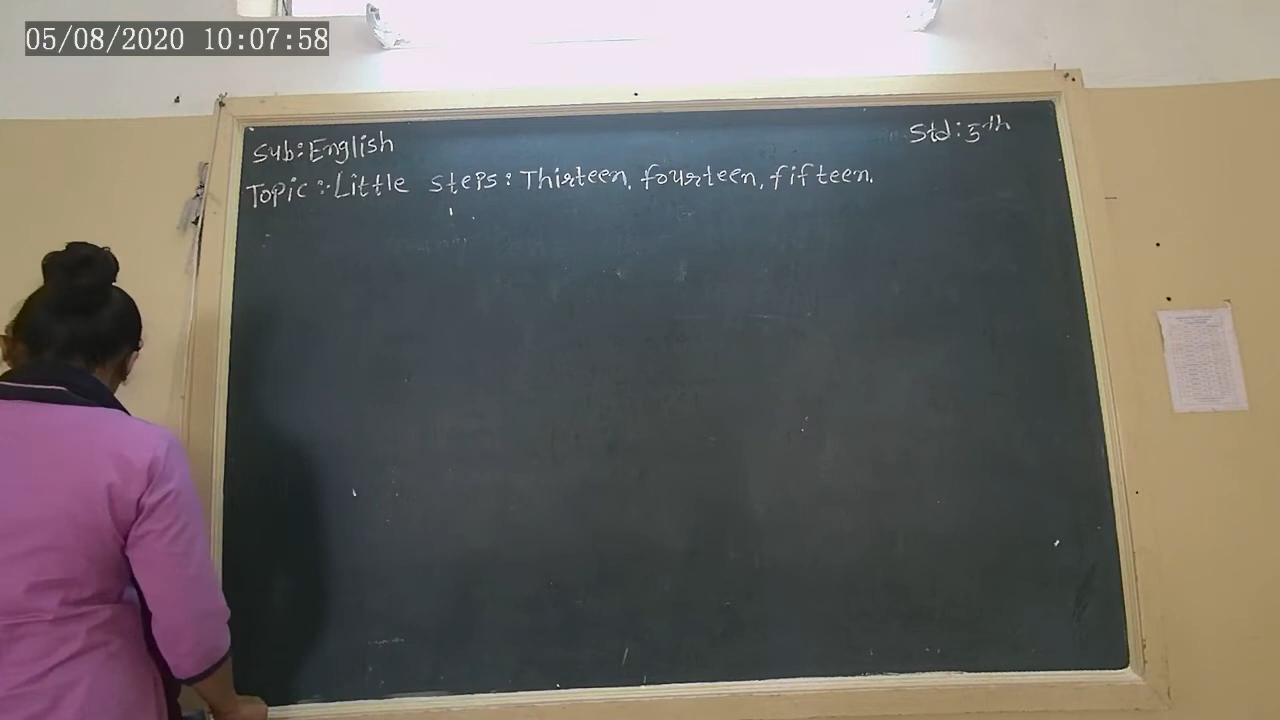 05/08/2020 10:07:58
Sub:English
Std:5th
Topic:-Little steps:Thirteen, fourteen, fifteen.